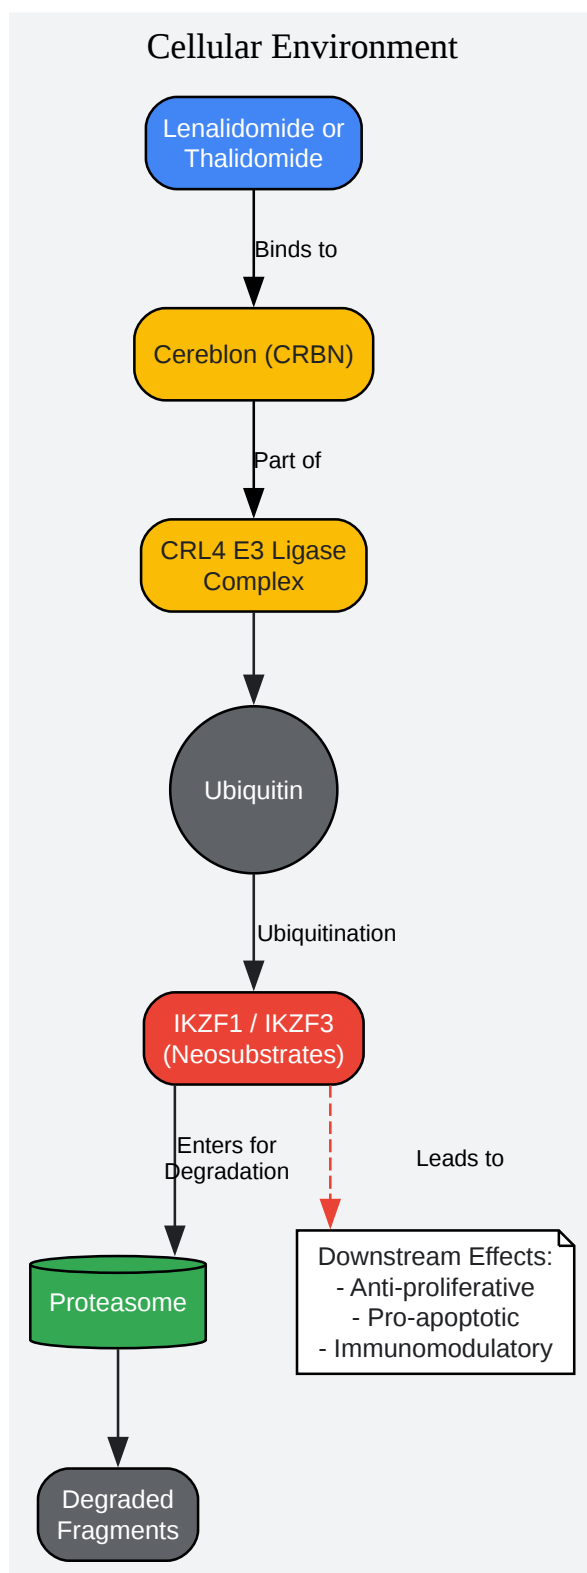 Cellular Environment
Lenalidomide or
Thalidomide
Binds to
Cereblon (CRBN)
Part of
CRL4 E3 Ligase
Complex
Ubiquitin
Ubiquitination
IKZF1 / IKZF3
(Neosubstrates)
Enters for
Degradation
Leads to
Proteasome
Downstream Effects:
- Anti-proliferative
- Pro-apoptotic
- Immunomodulatory
Degraded
Fragments